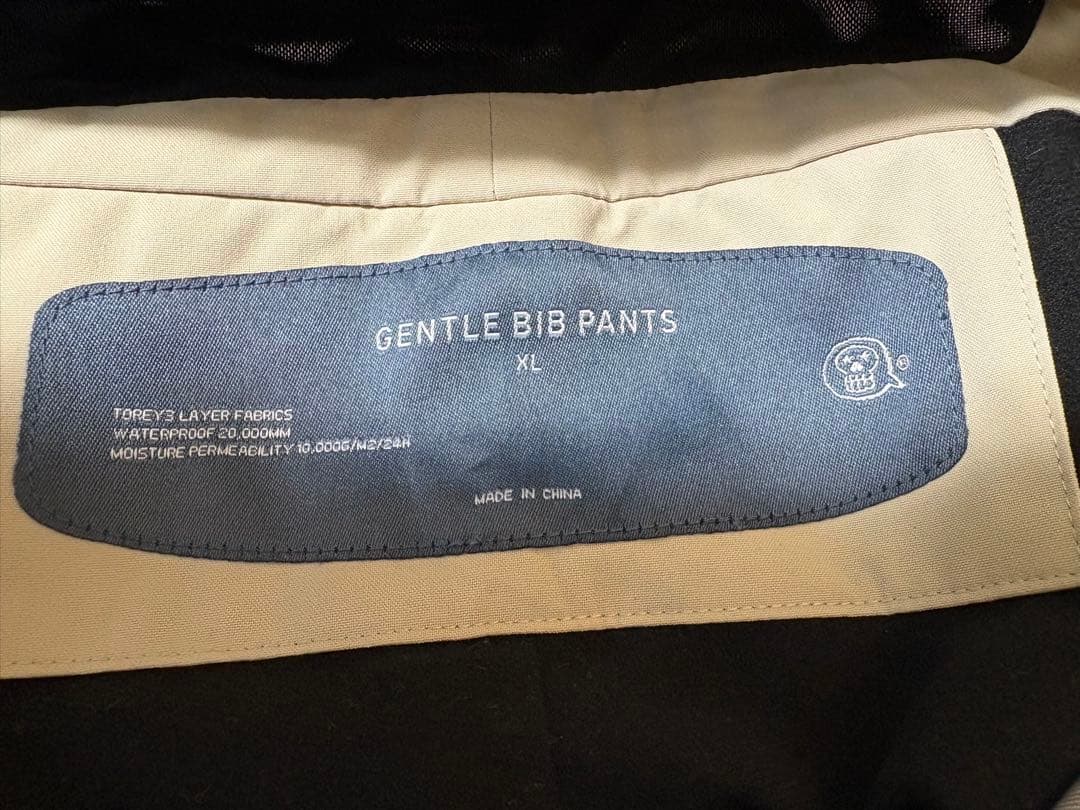 GENTLE BIB PANTS
XL
TOREY3 LAYER FABRICS
WATERPROOF 20,000MM
MOISTURE PERMEABILITY 10,000G/M2/24H
MADE IN CHINA
®